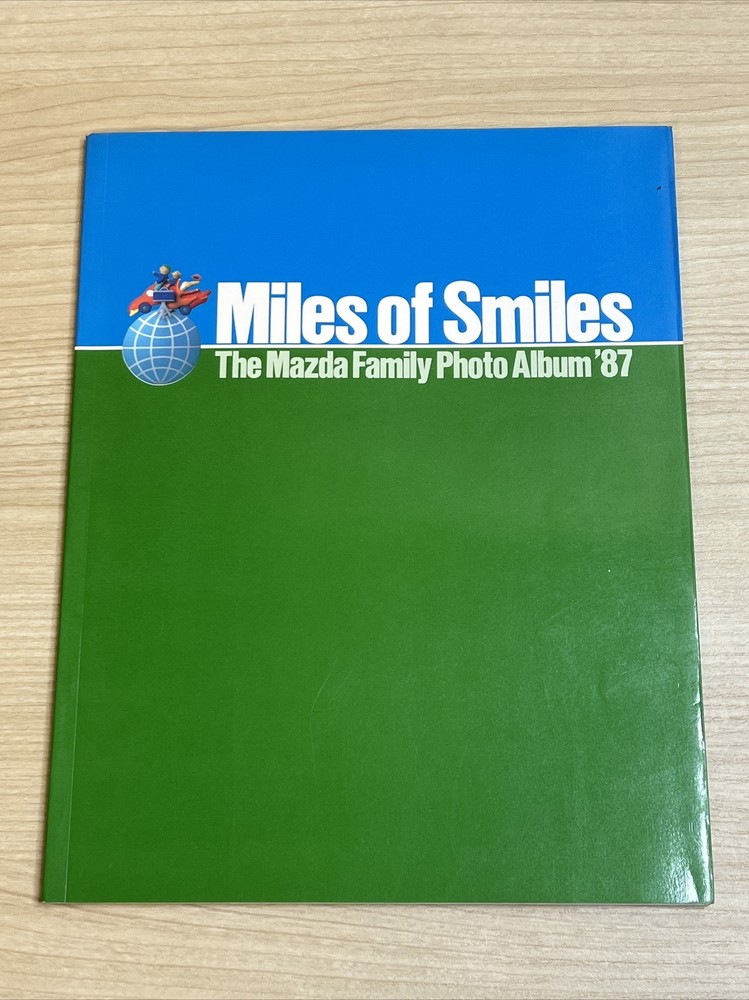 Miles of Smiles
The Mazda Family Photo Album '87